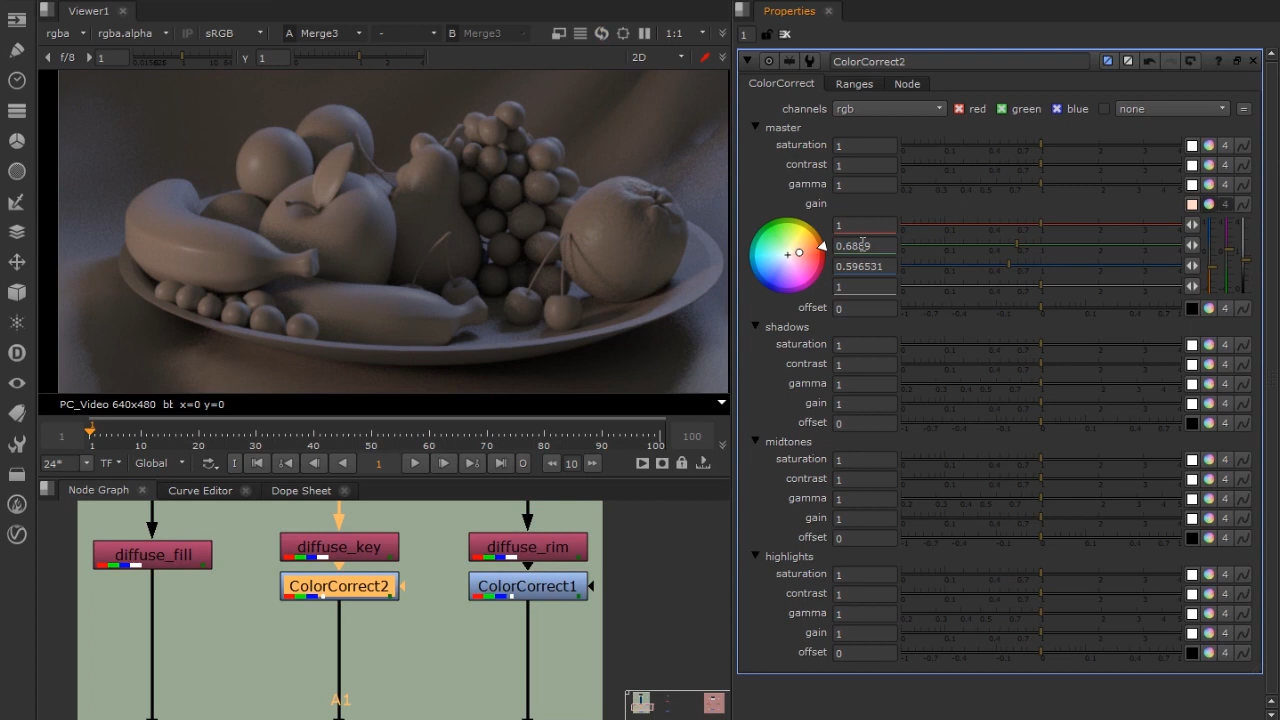 Viewer1
Properties
rgba rgba.alpha IP sRGB A Merge3 - B Merge3 1:1
f/8 1 Y 1 2D
1
ColorCorrect2
ColorCorrect Ranges Node
channels rgb red green blue none =
master
saturation 1
contrast 1
gamma 1
gain
1
0.6889
0.596531
1
offset 0
shadows
saturation 1
contrast 1
gamma 1
gain 1
offset 0
midtones
saturation 1
contrast 1
gamma 1
gain 1
offset 0
highlights
saturation 1
contrast 1
gamma 1
gain 1
offset 0
PC_Video 640x480 x=0 y=0
1 1 10 20 30 40 50 60 70 80 90 100 100
24* TF Global I 1 O 10
Node Graph Curve Editor Dope Sheet
diffuse_fill diffuse_key diffuse_rim
ColorCorrect2 ColorCorrect1
A1